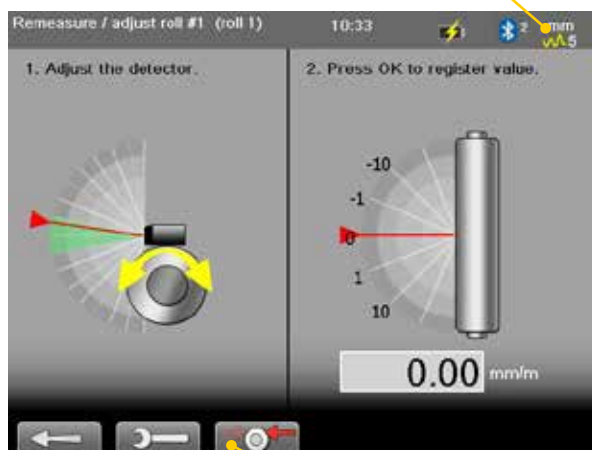 Remeasure / adjust roll #1 (roll 1)
10:33
2
mm
5
1. Adjust the detector.
2. Press OK to register value.
-10
-1
0
1
10
0.00 mm/m